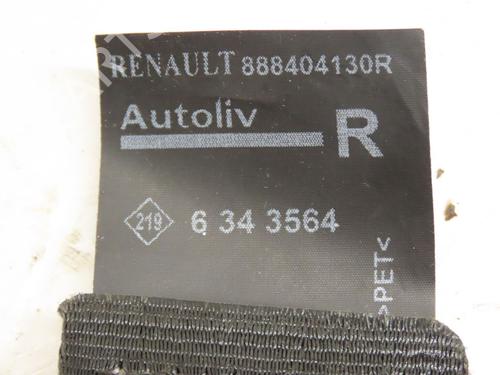 RENAULT 888404130R
Autoliv
R
219 6 34 3564
>PET<